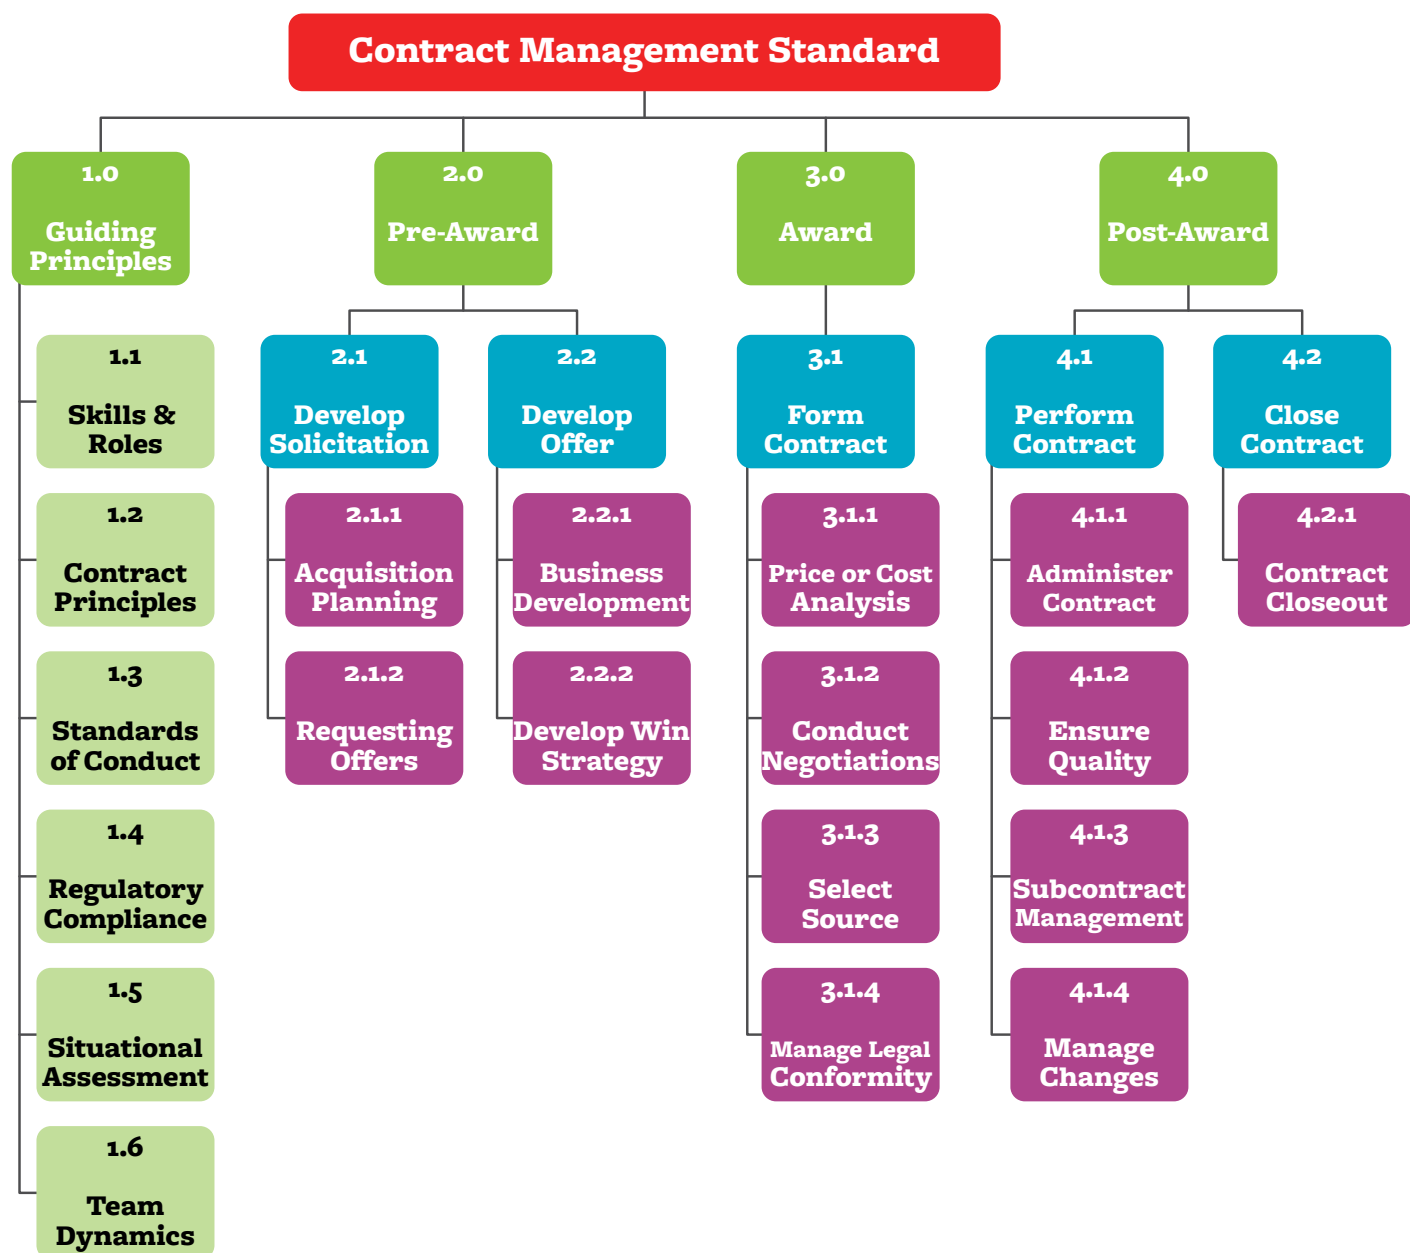 Contract Management Standard
1.0
Guiding
Principles
1.1
Skills &
Roles
1.2
Contract
Principles
1.3
Standards
of Conduct
1.4
Regulatory
Compliance
1.5
Situational
Assessment
1.6
Team
Dynamics
2.0
Pre-Award
2.1
Develop
Solicitation
2.1.1
Acquisition
Planning
2.1.2
Requesting
Offers
2.2
Develop
Offer
2.2.1
Business
Development
2.2.2
Develop Win
Strategy
3.0
Award
3.1
Form
Contract
3.1.1
Price or Cost
Analysis
3.1.2
Conduct
Negotiations
3.1.3
Select
Source
3.1.4
Manage Legal
Conformity
4.0
Post-Award
4.1
Perform
Contract
4.1.1
Administer
Contract
4.1.2
Ensure
Quality
4.1.3
Subcontract
Management
4.1.4
Manage
Changes
4.2
Close
Contract
4.2.1
Contract
Closeout